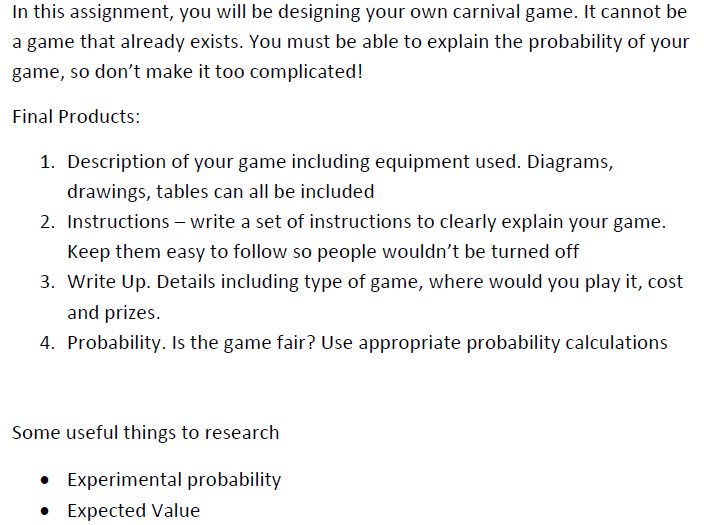 In this assignment, you will be designing your own carnival game. It cannot be
a game that already exists. You must be able to explain the probability of your
game, so don’t make it too complicated!
Final Products:
1. Description of your game including equipment used. Diagrams,
drawings, tables can all be included
2. Instructions – write a set of instructions to clearly explain your game.
Keep them easy to follow so people wouldn’t be turned off
3. Write Up. Details including type of game, where would you play it, cost
and prizes.
4. Probability. Is the game fair? Use appropriate probability calculations
Some useful things to research
• Experimental probability
• Expected Value